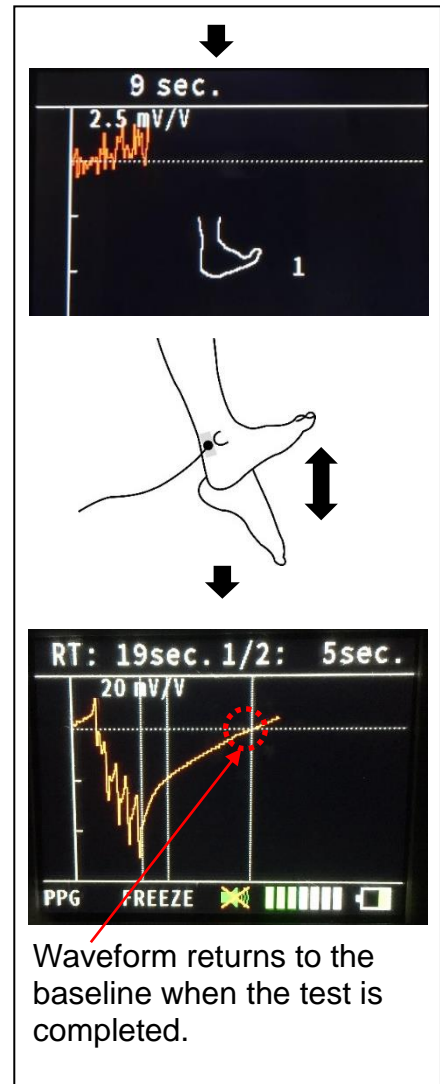 9 sec.
2.5 mV/V
1
RT: 19sec. 1/2: 5sec.
20 mV/V
PPG FREEZE
Waveform returns to the
baseline when the test is
completed.